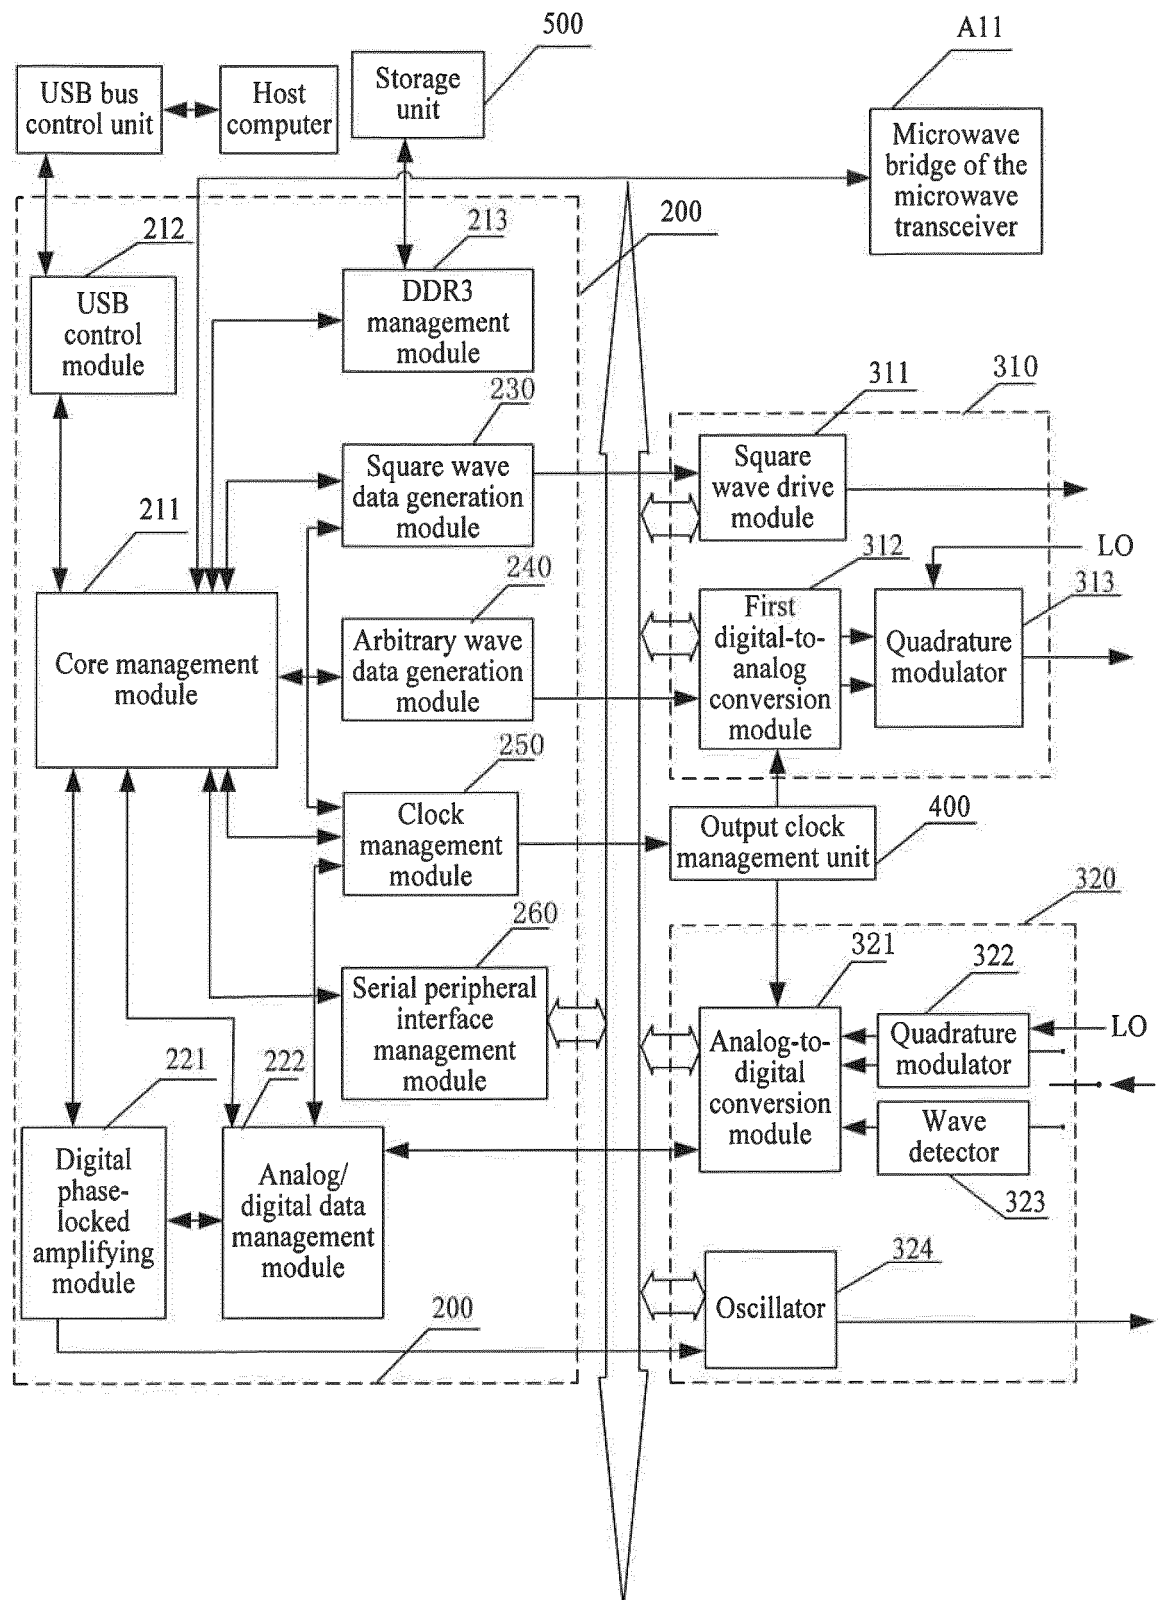 500
A11
USB bus
control unit
Host
computer
Storage
unit
Microwave
bridge of the
microwave
transceiver
212
213
200
USB
control
module
DDR3
management
module
230
311
310
Square wave
data generation
module
Square
wave drive
module
211
240
312
LO
313
Core management
module
Arbitrary wave
data generation
module
First
digital-to-
analog
conversion
module
Quadrature
modulator
250
Clock
management
module
Output clock
management unit
400
320
260
321
322
Serial peripheral
interface
management
module
Analog-to-
digital
conversion
module
Quadrature
modulator
LO
221
222
Wave
detector
323
Digital
phase-
locked
amplifying
module
Analog/
digital data
management
module
324
Oscillator
200